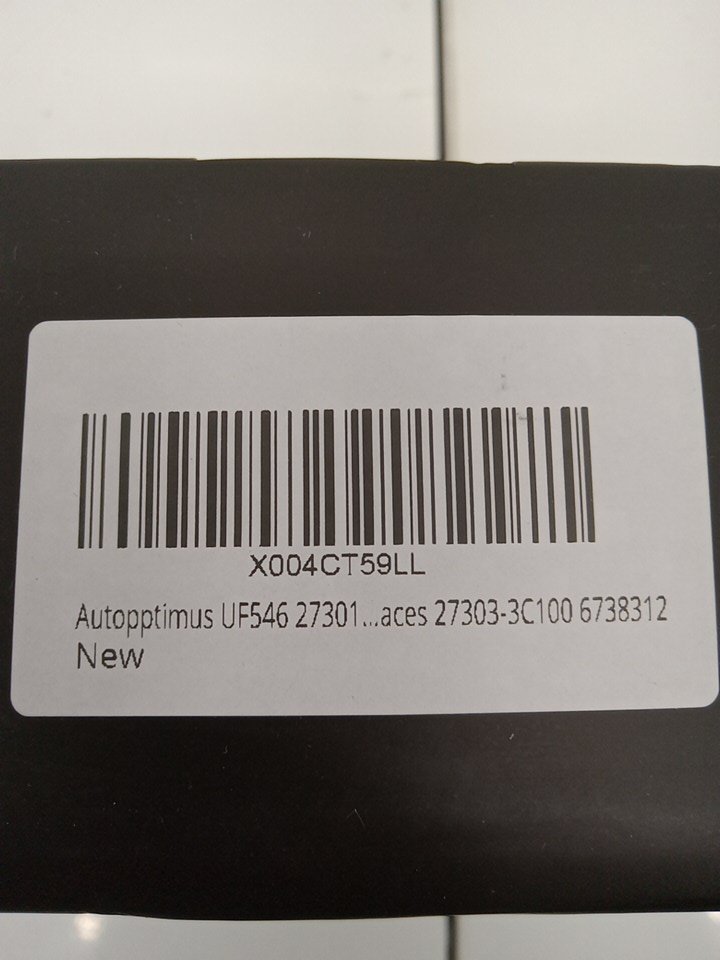 X004CT59LL
Autopptimus UF546 27301...aces 27303-3C100 6738312
New